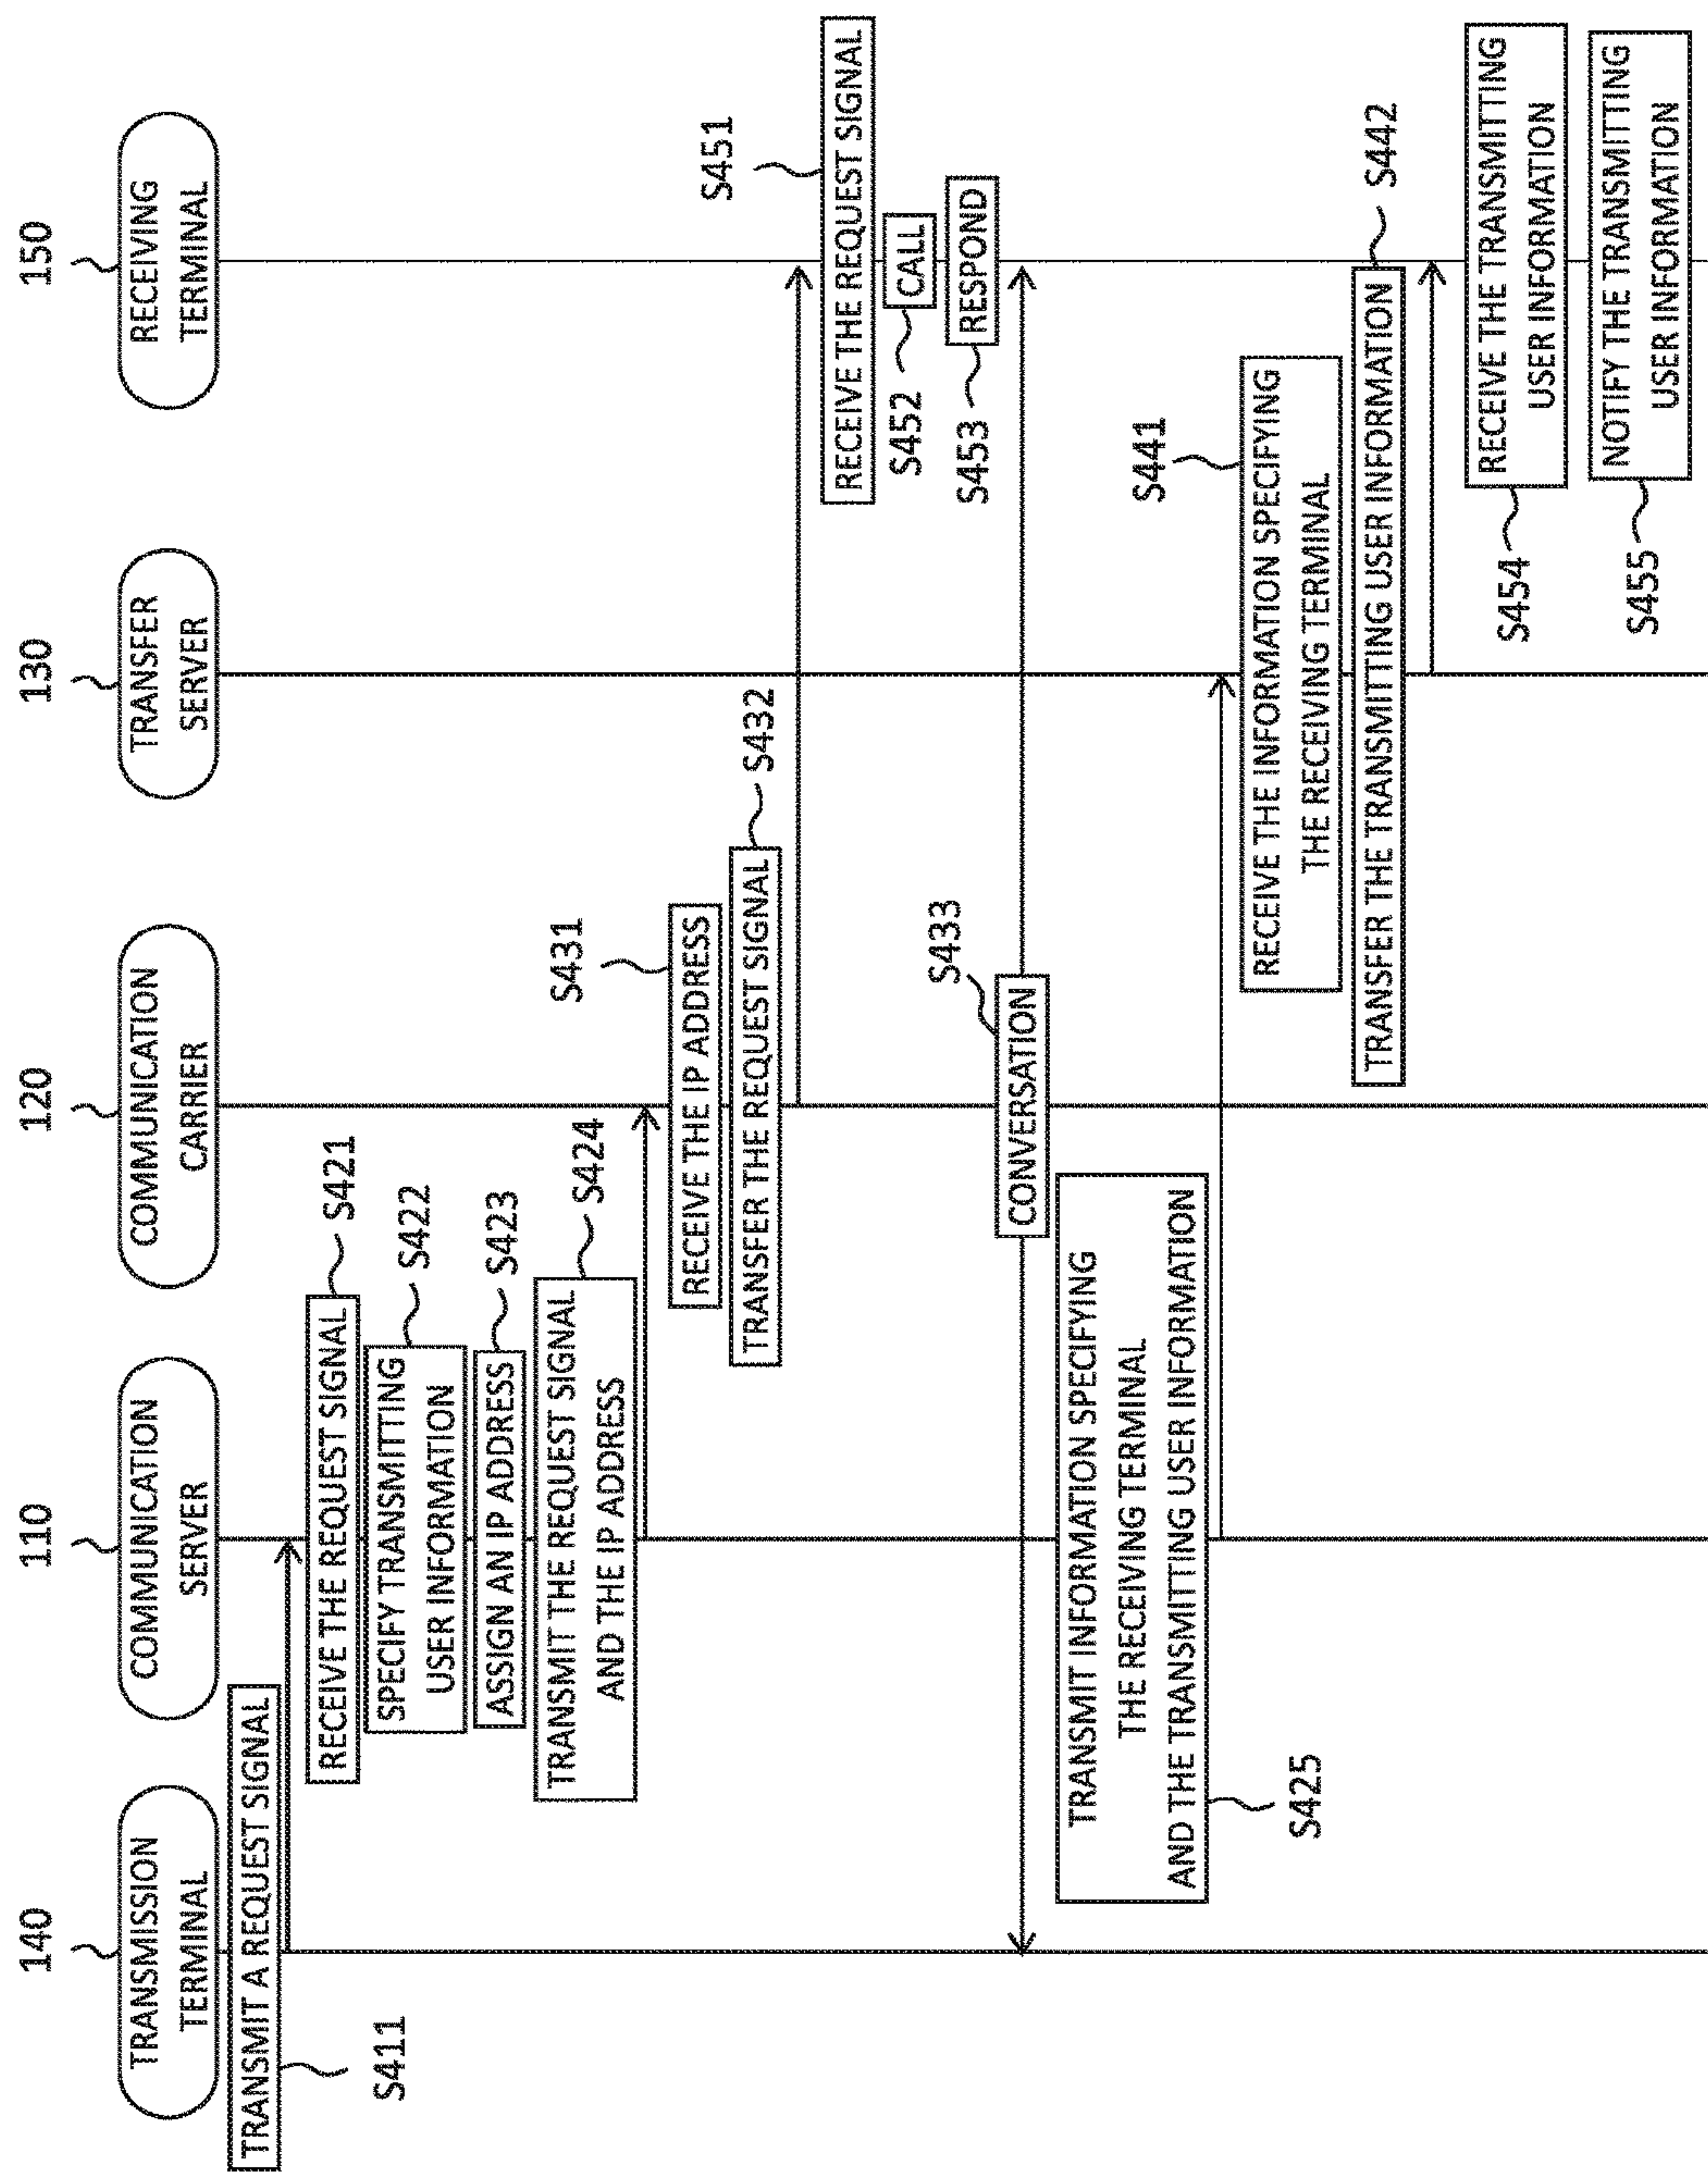 140
110
120
130
150
TRANSMISSION
TERMINAL
COMMUNICATION
SERVER
COMMUNICATION
CARRIER
TRANSFER
SERVER
RECEIVING
TERMINAL
TRANSMIT A REQUEST SIGNAL
S411
RECEIVE THE REQUEST SIGNAL
S421
SPECIFY TRANSMITTING
USER INFORMATION
S422
ASSIGN AN IP ADDRESS
S423
TRANSMIT THE REQUEST SIGNAL
AND THE IP ADDRESS
S424
S431
RECEIVE THE IP ADDRESS
TRANSFER THE REQUEST SIGNAL
S432
S451
RECEIVE THE REQUEST SIGNAL
CALL
S452
RESPOND
S453
S433
CONVERSATION
TRANSMIT INFORMATION SPECIFYING
THE RECEIVING TERMINAL
AND THE TRANSMITTING USER INFORMATION
S425
S441
RECEIVE THE INFORMATION SPECIFYING
THE RECEIVING TERMINAL
TRANSFER THE TRANSMITTING USER INFORMATION
S442
RECEIVE THE TRANSMITTING
USER INFORMATION
S454
NOTIFY THE TRANSMITTING
USER INFORMATION
S455